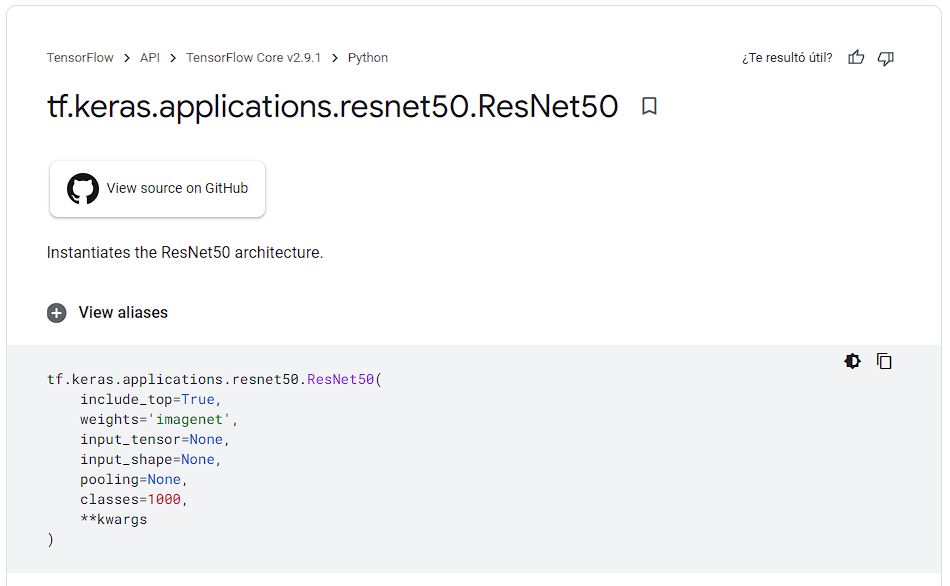 TensorFlow > API > TensorFlow Core v2.9.1 > Python
¿Te resultó útil?
tf.keras.applications.resnet50.ResNet50
View source on GitHub
Instantiates the ResNet50 architecture.
View aliases
tf.keras.applications.resnet50.ResNet50(
    include_top=True,
    weights='imagenet',
    input_tensor=None,
    input_shape=None,
    pooling=None,
    classes=1000,
    **kwargs
)